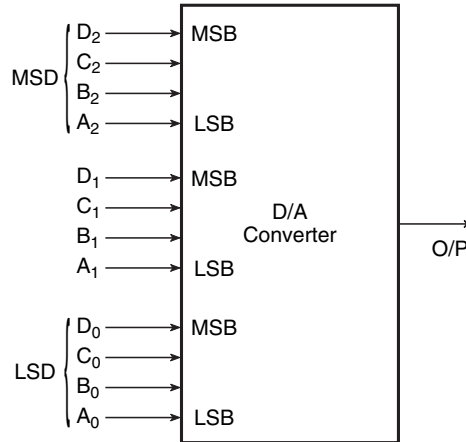 D2
MSB
C2
MSD
B2
A2
LSB
D1
MSB
C1
D/A
B1
Converter
O/P
A1
LSB
D0
MSB
C0
LSD
B0
A0
LSB